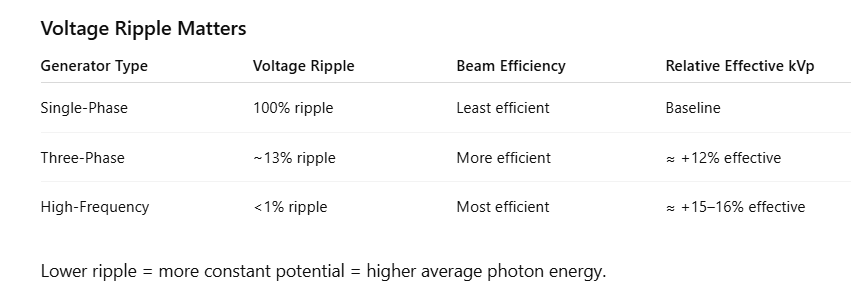 Voltage Ripple Matters
Generator Type Voltage Ripple Beam Efficiency Relative Effective kVp
Single-Phase 100% ripple Least efficient Baseline
Three-Phase ~13% ripple More efficient ≈ +12% effective
High-Frequency <1% ripple Most efficient ≈ +15–16% effective
Lower ripple = more constant potential = higher average photon energy.